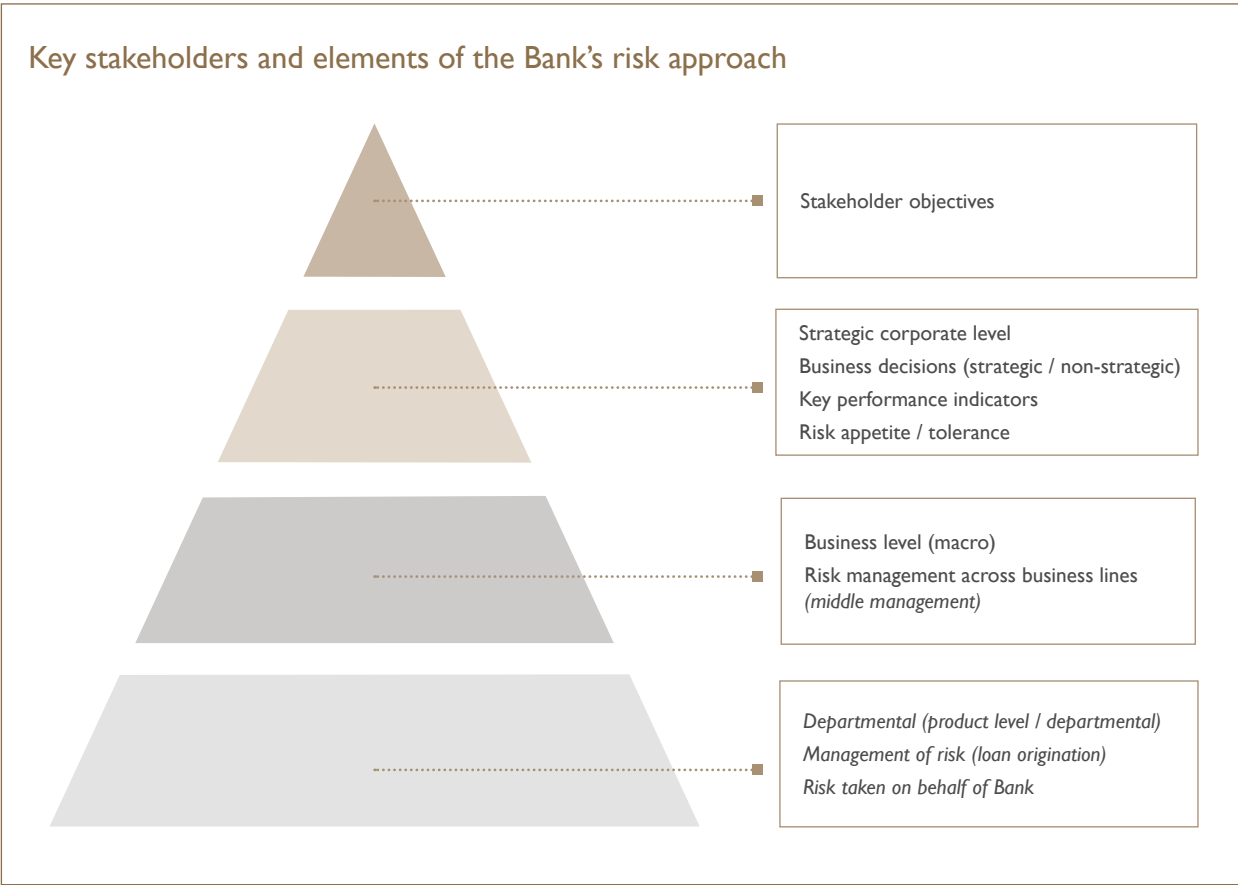 Key stakeholders and elements of the Bank's risk approach
Stakeholder objectives
Strategic corporate level
Business decisions (strategic / non-strategic)
Key performance indicators
Risk appetite / tolerance
Business level (macro)
Risk management across business lines
(middle management)
Departmental (product level / departmental)
Management of risk (loan origination)
Risk taken on behalf of Bank